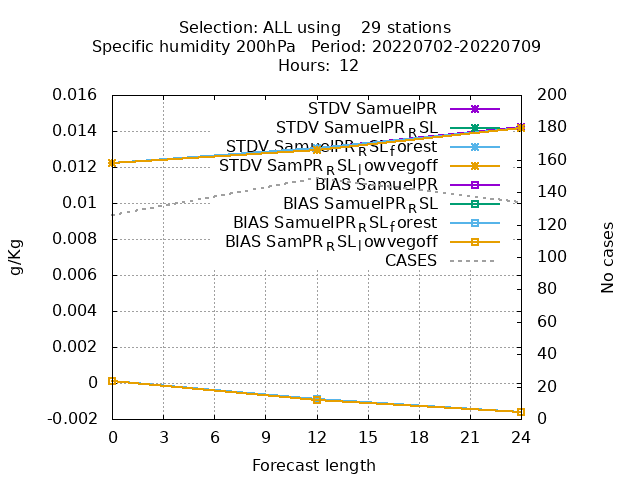 Selection: ALL using    29 stations
Specific humidity 200hPa   Period: 20220702-20220709
Hours: 12
g/Kg
No cases
0.016
0.014
0.012
0.01
0.008
0.006
0.004
0.002
0
-0.002
200
180
160
140
120
100
80
60
40
20
0
STDV SamuelPR
STDV SamuelPR_RSL
STDV SamuelPR_RSL_forest
STDV SamPR_RSL_lowvegoff
BIAS SamuelPR
BIAS SamuelPR_RSL
BIAS SamuelPR_RSL_forest
BIAS SamPR_RSL_lowvegoff
CASES
0 3 6 9 12 15 18 21 24
Forecast length